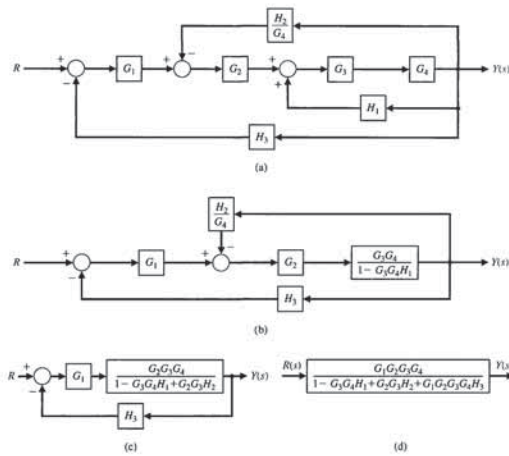 H₂
G₄
R + − G₁ + − G₂ + + G₃ G₄ Y(s)
H₁
H₃
(a)
H₂
G₄
R + − G₁ + − G₂ G₃G₄ Y(s)
1 − G₃G₄H₁
H₃
(b)
R + − G₁ G₂G₃G₄ Y(s)
1 − G₃G₄H₁ + G₂G₃H₂
H₃
(c)
R(s) G₁G₂G₃G₄ Y(s
1 − G₃G₄H₁ + G₂G₃H₂ + G₁G₂G₃G₄H₃
(d)